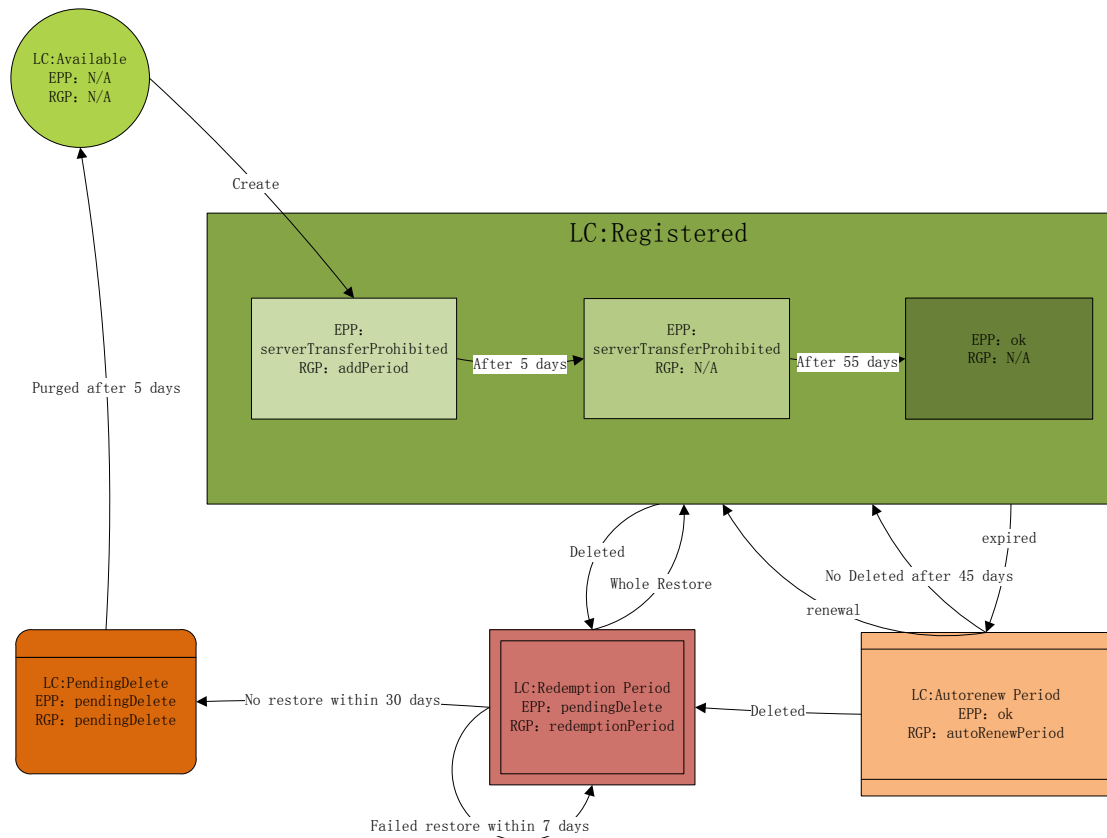 LC:Available
EPP: N/A
RGP: N/A
Create
LC:Registered
EPP:
serverTransferProhibited
RGP: addPeriod
After 5 days
EPP:
serverTransferProhibited
RGP: N/A
After 55 days
EPP: ok
RGP: N/A
Purged after 5 days
expired
Deleted
No Deleted after 45 days
Whole Restore
renewal
LC:PendingDelete
EPP: pendingDelete
RGP: pendingDelete
No restore within 30 days
LC:Redemption Period
EPP: pendingDelete
RGP: redemptionPeriod
Deleted
LC:Autorenew Period
EPP: ok
RGP: autoRenewPeriod
Failed restore within 7 days